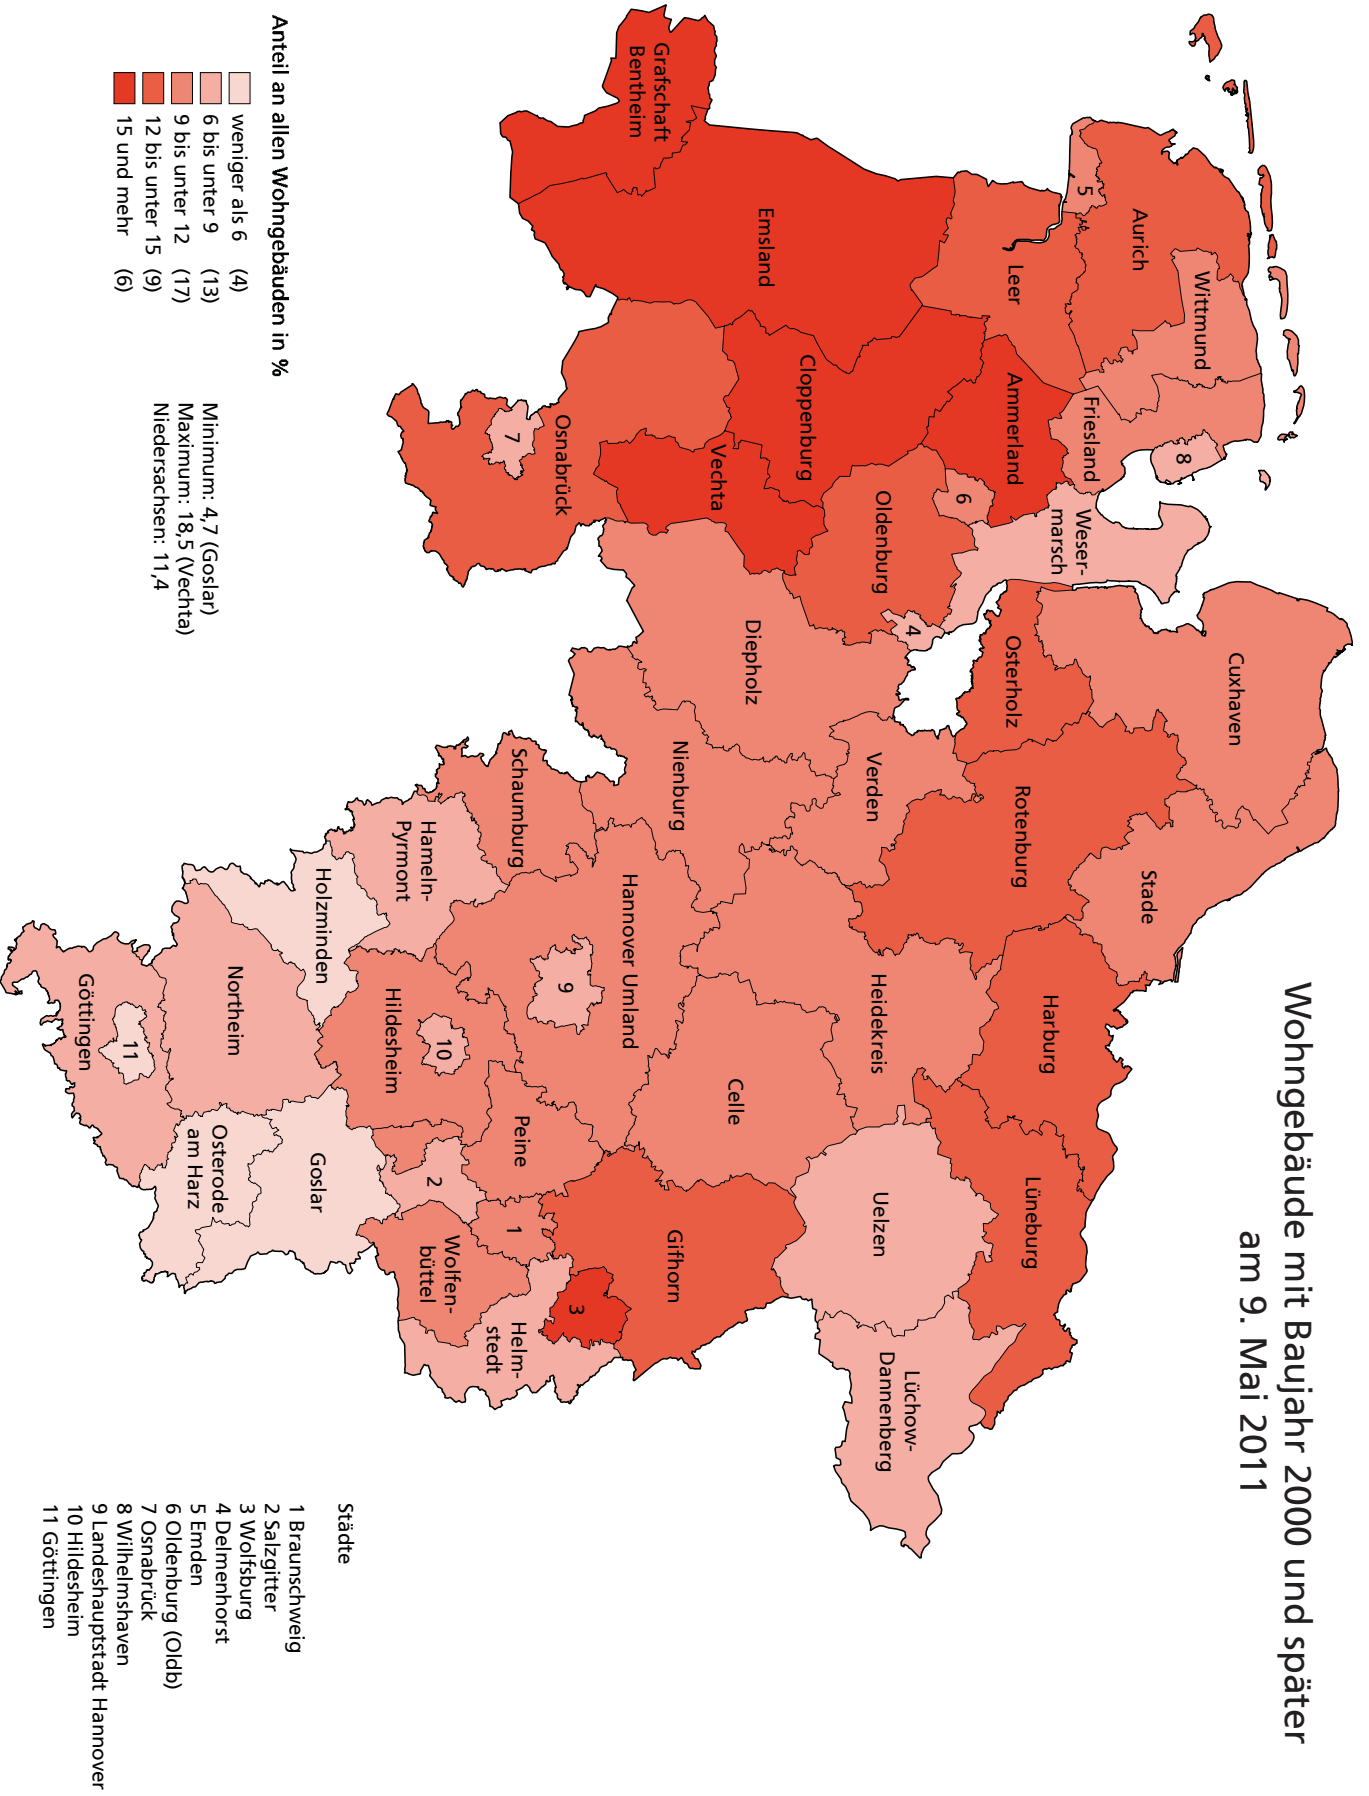 Wohngebäude mit Baujahr 2000 und später
am 9. Mai 2011
Cuxhaven
Stade
Aurich
Wittmund
5
8
Friesland
Weser-
marsch
Leer
Ammerland
Osterholz
Rotenburg
Harburg
Lüneburg
6
4
Oldenburg
Verden
Heidekreis
Uelzen
Lüchow-
Dannenberg
Emsland
Cloppenburg
Vechta
Diepholz
Celle
Nienburg
Gifhorn
Grafschaft
Bentheim
Hannover Umland
9
3
Osnabrück
7
Schaumburg
Peine
1
Helm-
stedt
Hameln-
Pyrmont
10
2
Hildesheim
Wolfen-
büttel
Holzminden
Goslar
Northeim
Osterode
am Harz
Göttingen
11
Anteil an allen Wohngebäuden in %
weniger als 6 (4)
6 bis unter 9 (13)
9 bis unter 12 (17)
12 bis unter 15 (9)
15 und mehr (6)
Minimum: 4,7 (Goslar)
Maximum: 18,5 (Vechta)
Niedersachsen: 11,4
Städte
1 Braunschweig
2 Salzgitter
3 Wolfsburg
4 Delmenhorst
5 Emden
6 Oldenburg (Oldb)
7 Osnabrück
8 Wilhelmshaven
9 Landeshauptstadt Hannover
10 Hildesheim
11 Göttingen